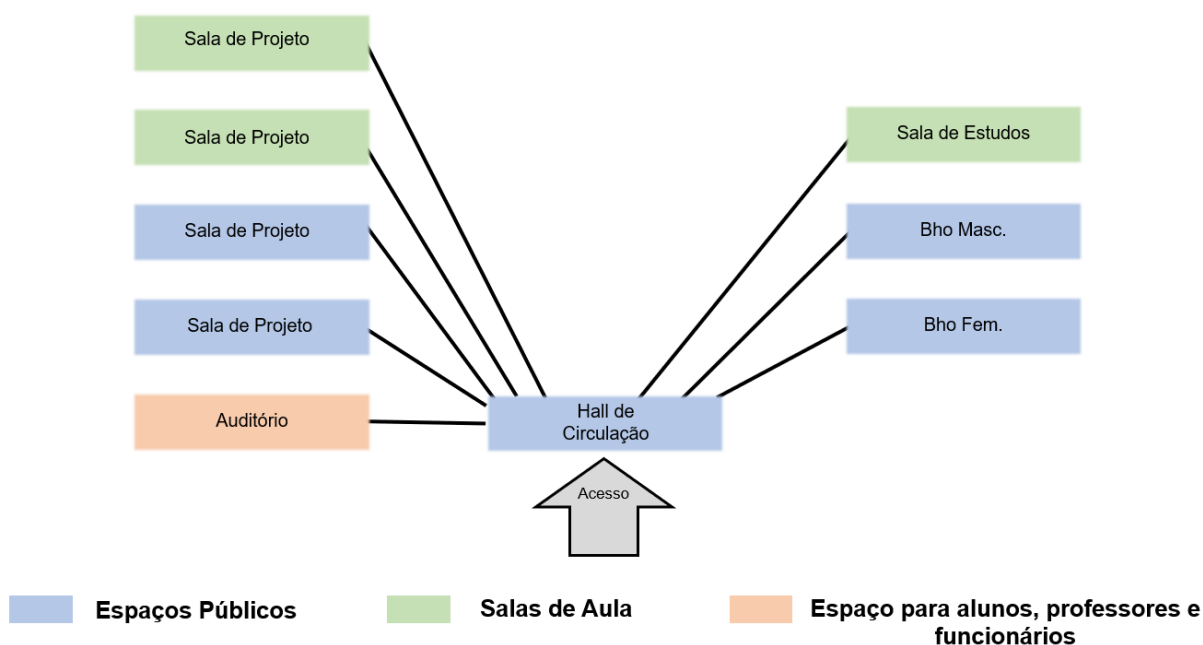 Sala de Projeto
Sala de Projeto
Sala de Projeto
Sala de Projeto
Auditório
Sala de Estudos
Bho Masc.
Bho Fem.
Hall de
Circulação
Acesso
Espaços Públicos
Salas de Aula
Espaço para alunos, professores e
funcionários